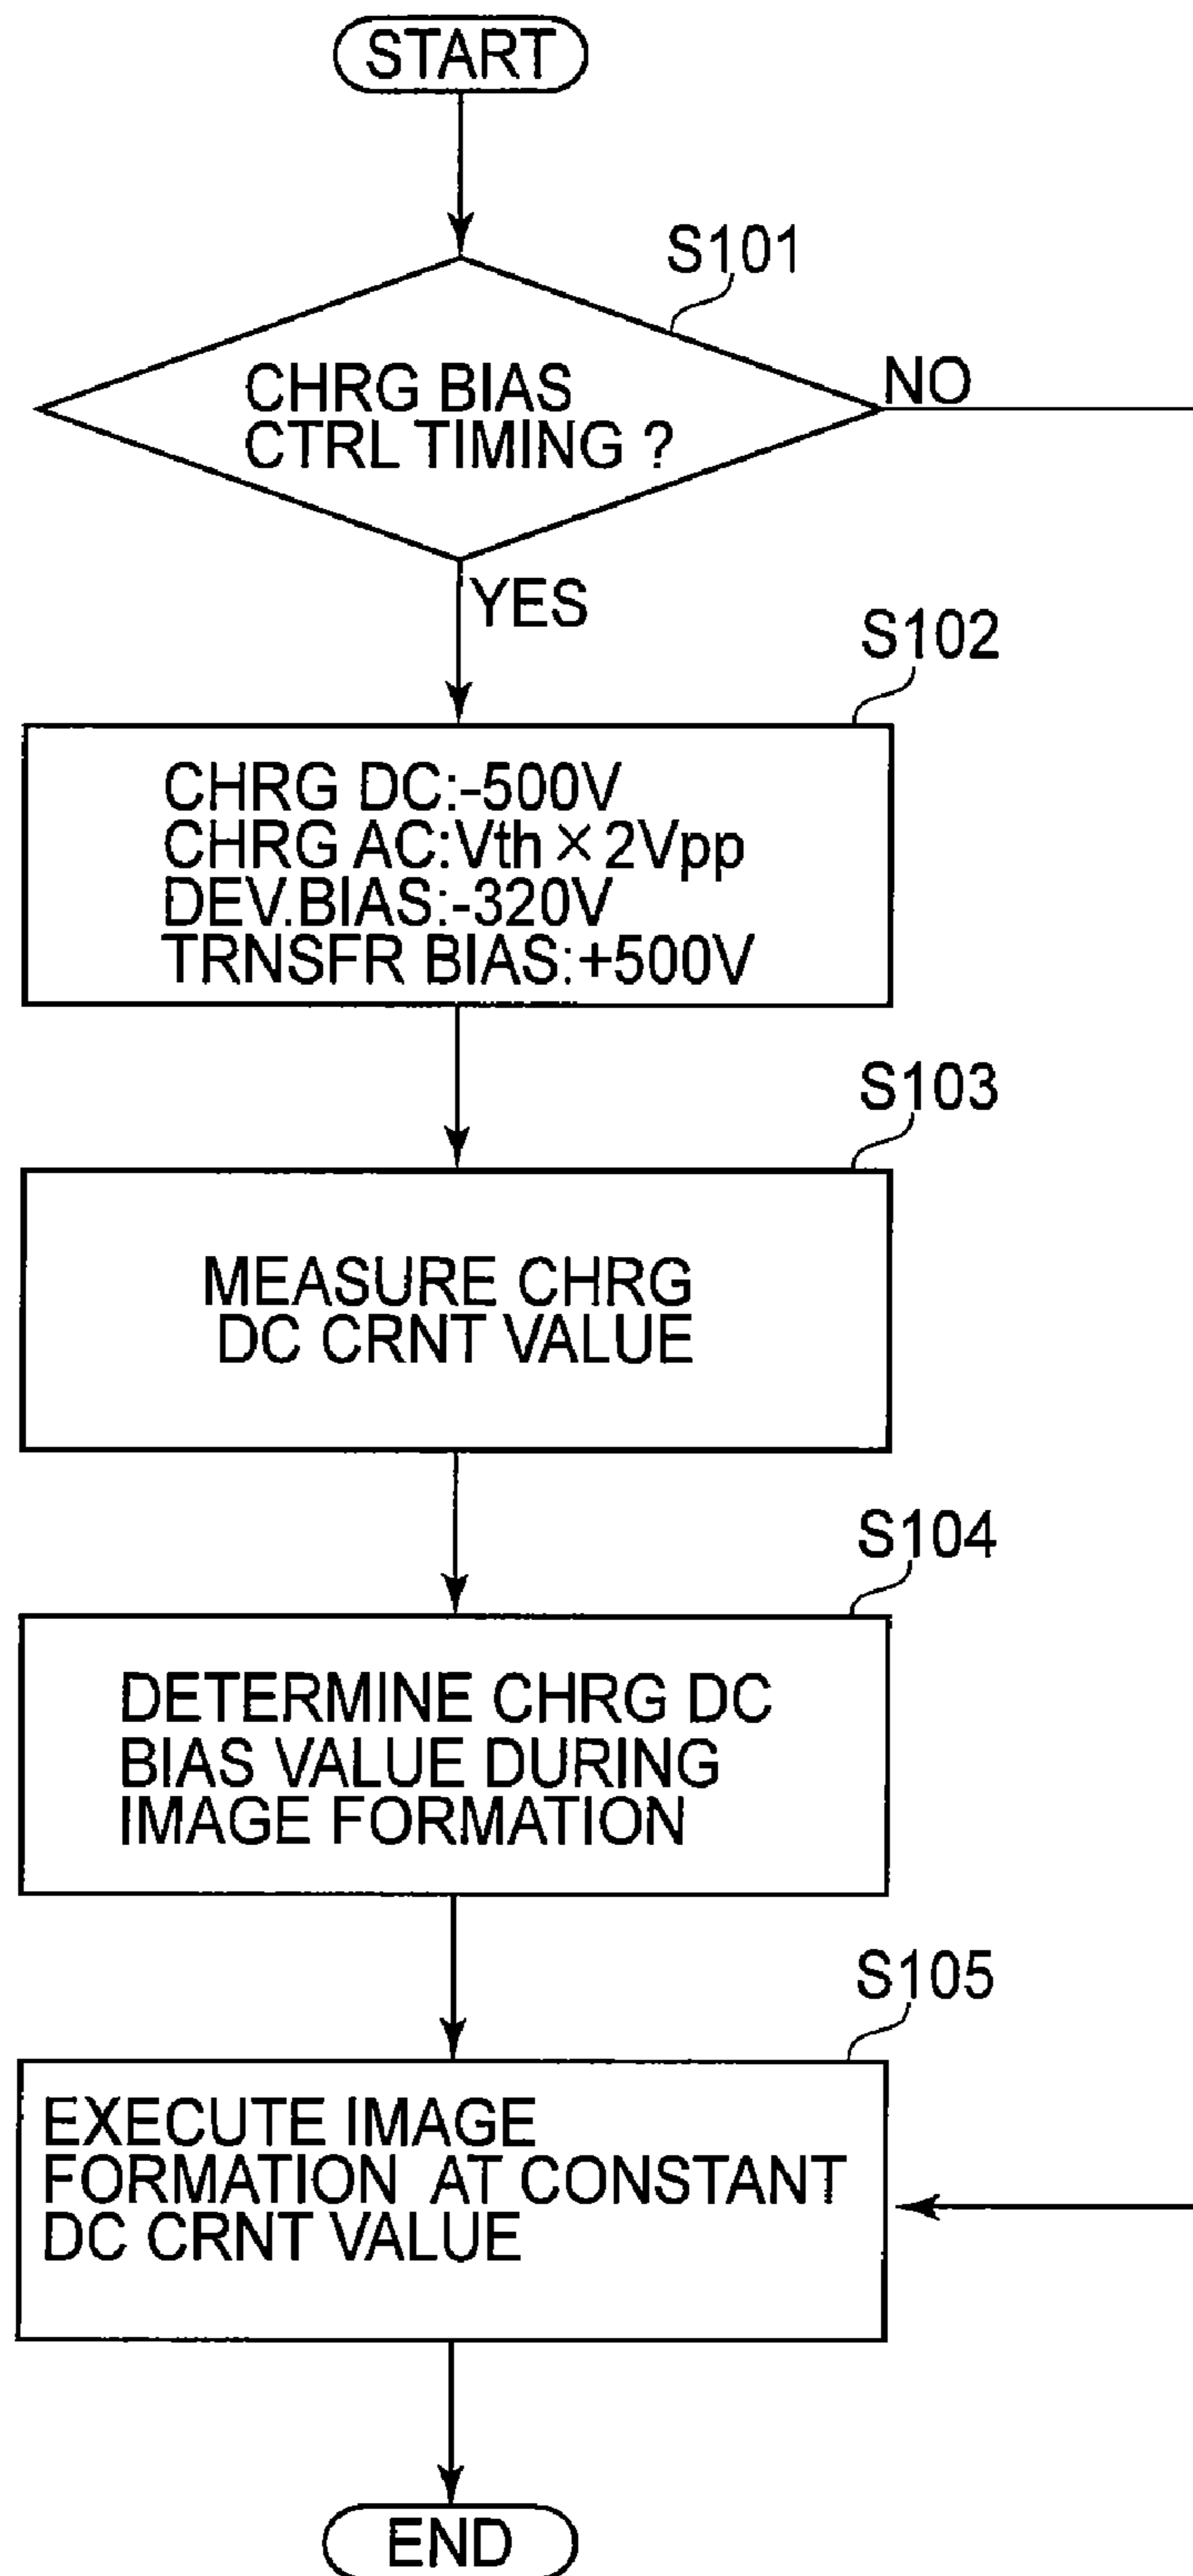 START
S101
CHRG BIAS
CTRL TIMING ?
NO
YES
S102
CHRG DC:-500V
CHRG AC:Vth×2Vpp
DEV.BIAS:-320V
TRNSFR BIAS:+500V
S103
MEASURE CHRG
DC CRNT VALUE
S104
DETERMINE CHRG DC
BIAS VALUE DURING
IMAGE FORMATION
S105
EXECUTE IMAGE
FORMATION AT CONSTANT
DC CRNT VALUE
END